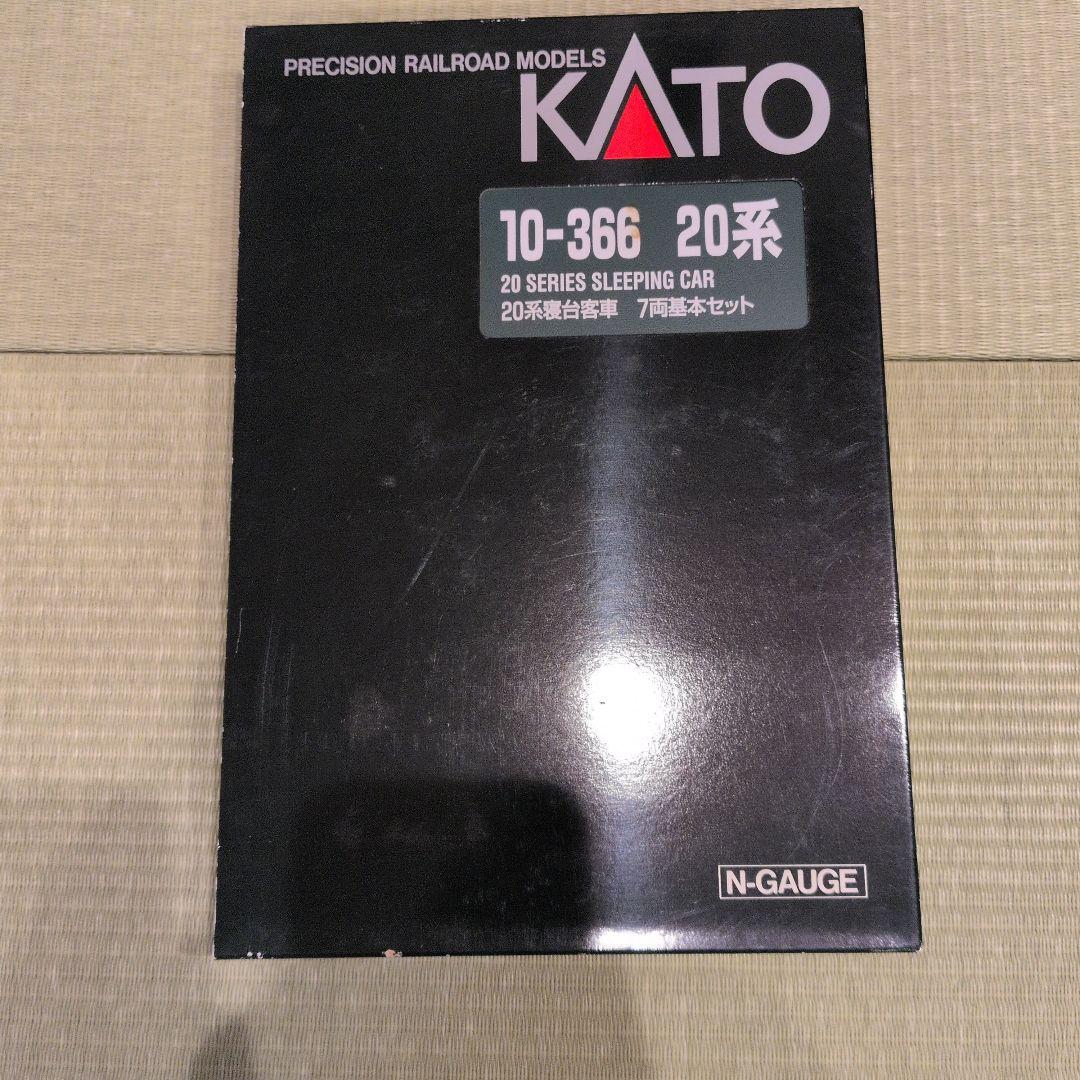 PRECISION RAILROAD MODELS
KATO
10-366 20系
20 SERIES SLEEPING CAR
20系寝台客車 7両基本セット
N-GAUGE